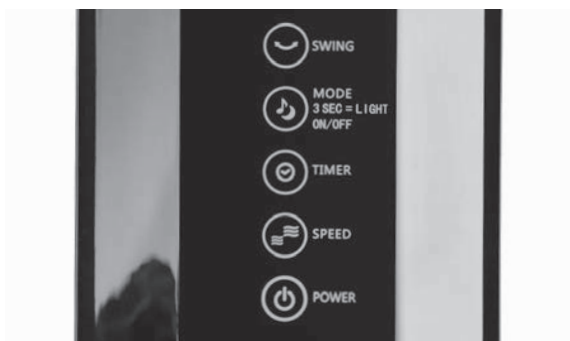 SWING
MODE
3 SEC = LIGHT
ON/OFF
TIMER
SPEED
POWER